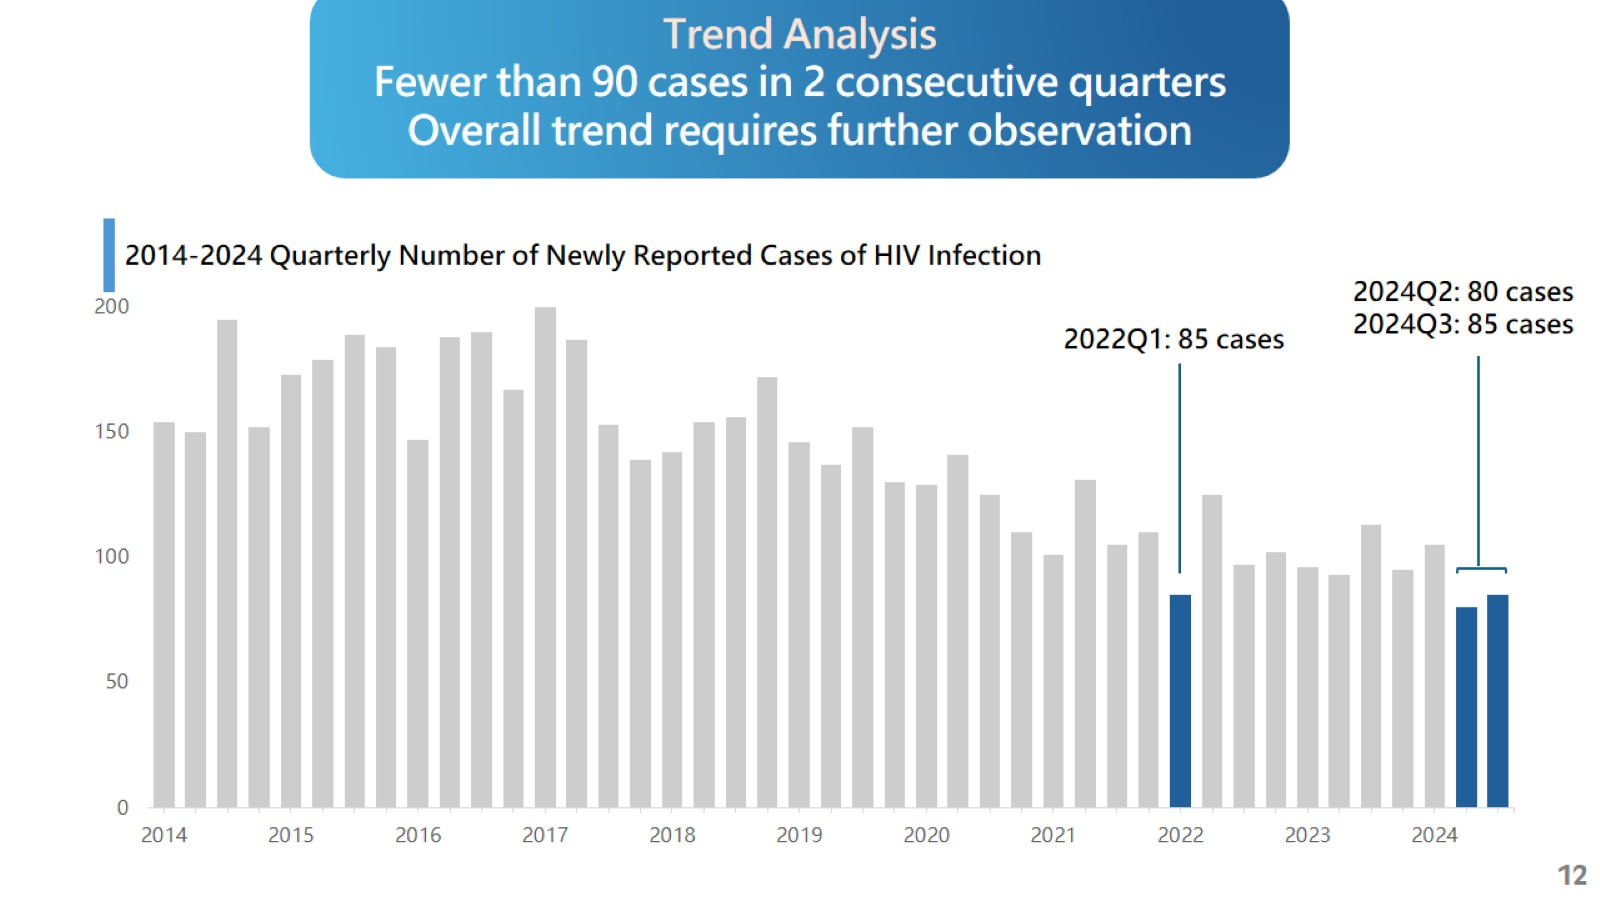 Trend Analysis
Fewer than 90 cases in 2 consecutive quarters
Overall trend requires further observation
2014-2024 Quarterly Number of Newly Reported Cases of HIV Infection
2024Q2: 80 cases
2024Q3: 85 cases
2022Q1: 85 cases
200
150
100
50
0
2014 2015 2016 2017 2018 2019 2020 2021 2022 2023 2024
12